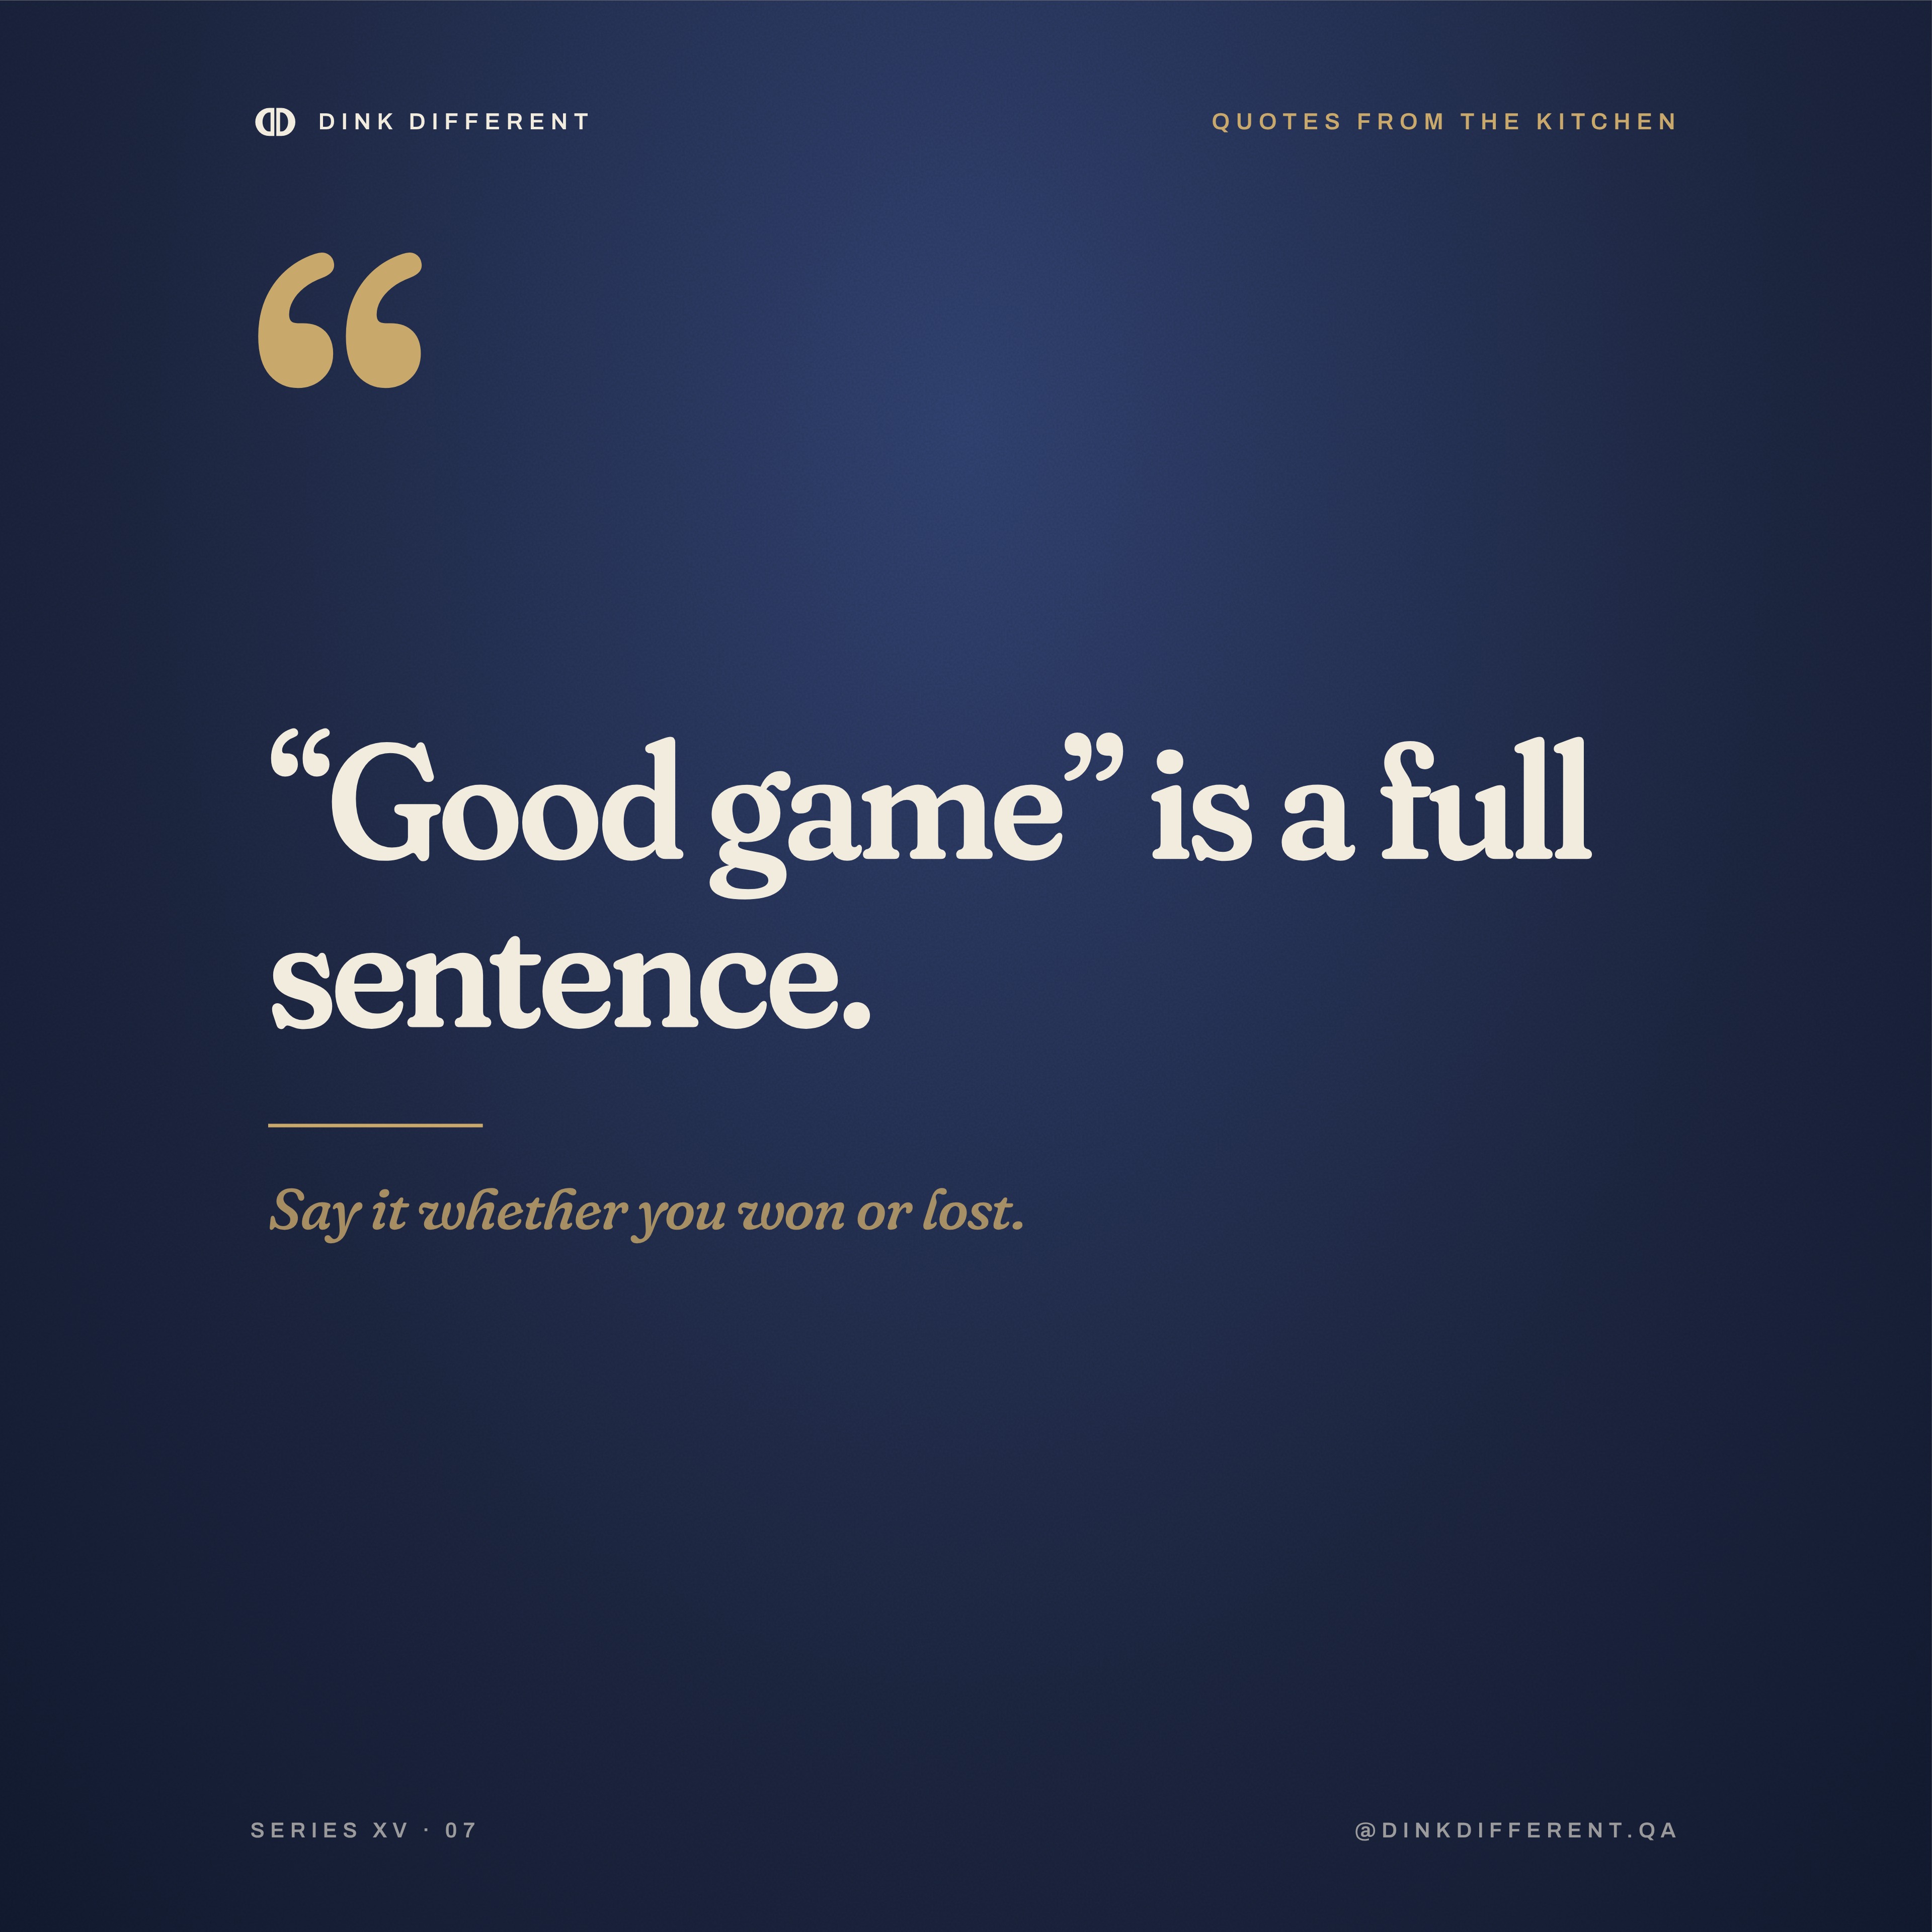 DINK DIFFERENT
QUOTES FROM THE KITCHEN
“
“Good game” is a full
sentence.
Say it whether you won or lost.
SERIES XV · 07
@DINKDIFFERENT.QA